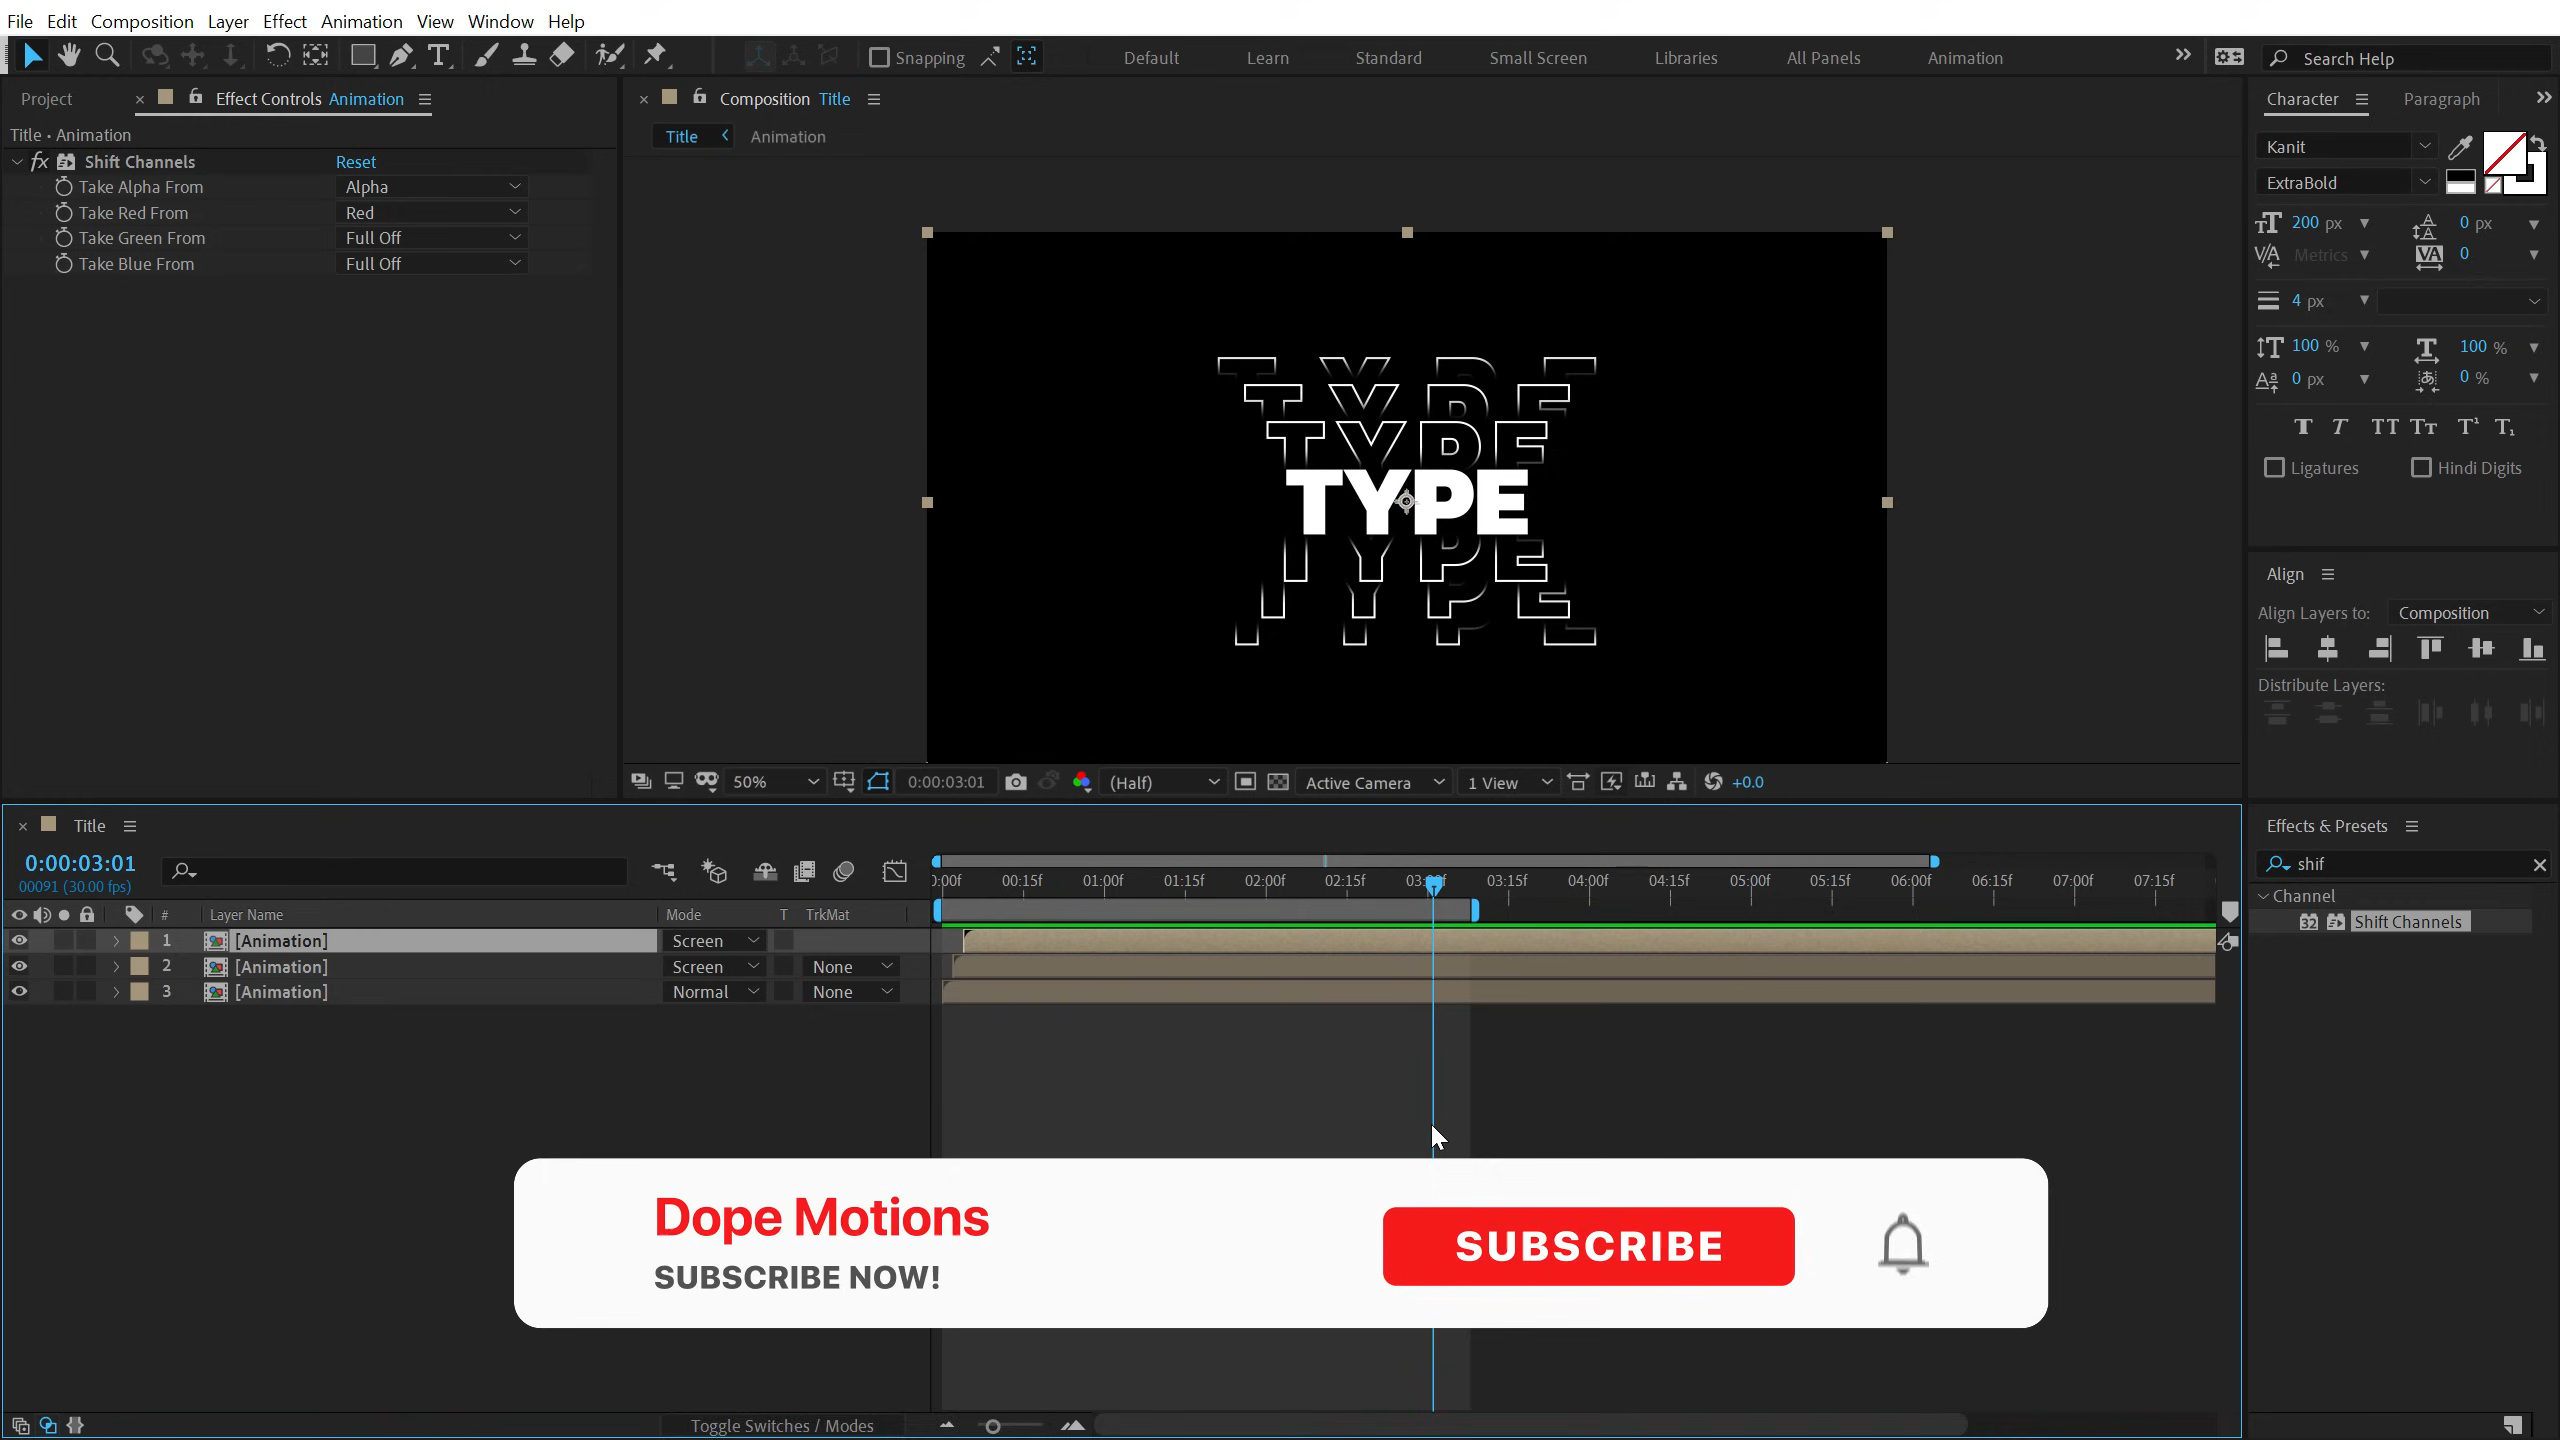 File Edit Composition Layer Effect Animation View Window Help
Snapping Default Learn Standard Small Screen Libraries All Panels Animation Search Help
Project Effect Controls Animation
Title • Animation
fx Shift Channels Reset
Take Alpha From Alpha
Take Red From Red
Take Green From Full Off
Take Blue From Full Off
Composition Title
Title Animation
TYPE
TYPE
TYPE
TYPE
TYPE
TYPE
TYPE
50% 0:00:03:01 (Half) Active Camera 1 View +0.0
Character Paragraph
Kanit
ExtraBold
200 px 0 px
Metrics 0
4 px
100 % 100 %
0 px 0 %
Ligatures Hindi Digits
Align
Align Layers to: Composition
Distribute Layers:
Title
0:00:03:01
00091 (30.00 fps)
# Layer Name Mode T TrkMat
1 [Animation] Screen
2 [Animation] Screen None
3 [Animation] Normal None
0:00f 00:15f 01:00f 01:15f 02:00f 02:15f 03:00f 03:15f 04:00f 04:15f 05:00f 05:15f 06:00f 06:15f 07:00f 07:15f
Toggle Switches / Modes
Effects & Presets
shif
Channel
32 Shift Channels
Dope Motions
SUBSCRIBE NOW!
SUBSCRIBE